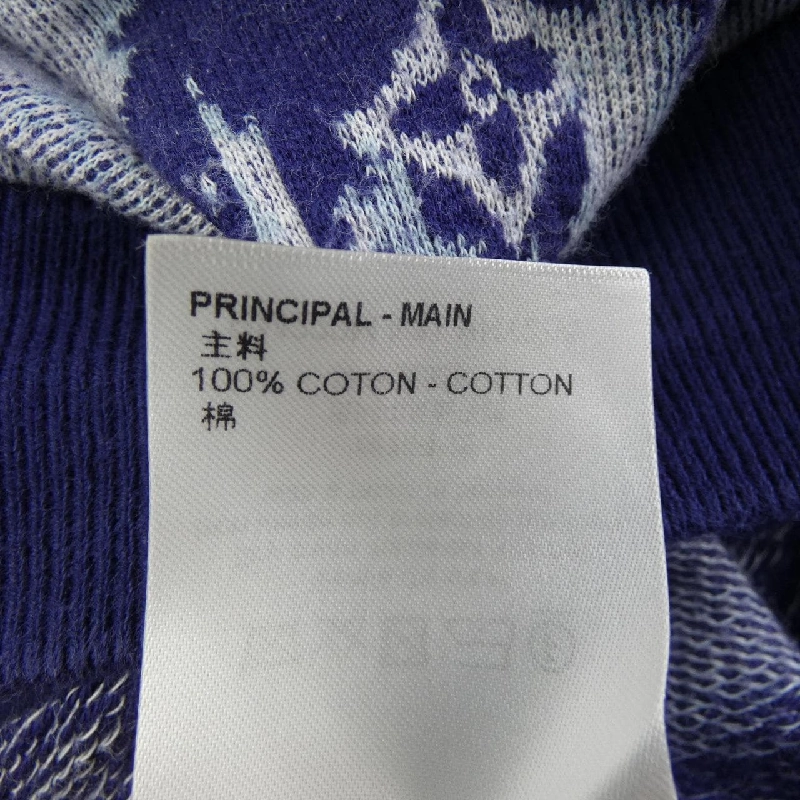 PRINCIPAL - MAIN
主料
100% COTON - COTTON
棉